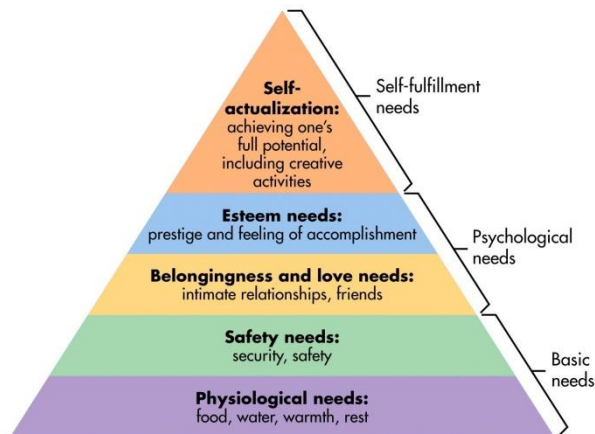 Self-
actualization:
achieving one's
full potential,
including creative
activities
Self-fulfillment
needs
Esteem needs:
prestige and feeling of accomplishment
Psychological
needs
Belongingness and love needs:
intimate relationships, friends
Safety needs:
security, safety
Basic
needs
Physiological needs:
food, water, warmth, rest